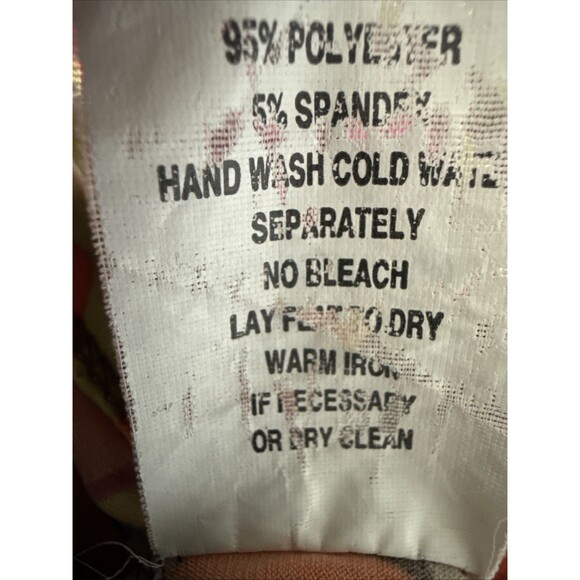 95% POLYESTER
5% SPANDEX
HAND WASH COLD WATE
SEPARATELY
NO BLEACH
LAY FLAT TO DRY
WARM IRON
IF NECESSARY
OR DRY CLEAN